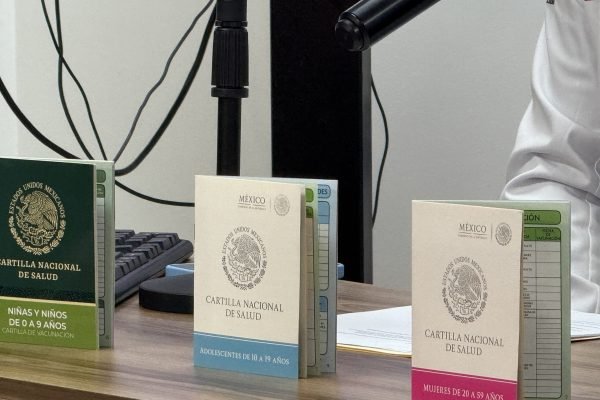 ESTADOS UNIDOS MEXICANOS
CARTILLA NACIONAL
DE SALUD
NIÑAS Y NIÑOS
DE 0 A 9 AÑOS
CARTILLA DE VACUNACIÓN
MÉXICO
ESTADOS UNIDOS MEXICANOS
CARTILLA NACIONAL
DE SALUD
ADOLESCENTES DE 10 A 19 AÑOS
MÉXICO
ESTADOS UNIDOS MEXICANOS
CARTILLA NACIONAL
DE SALUD
MUJERES DE 20 A 59 AÑOS